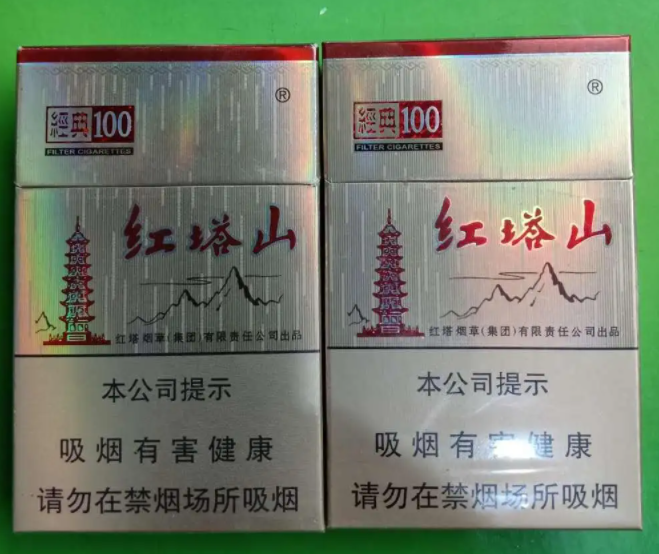 ®
經典100
FILTER CIGARETTES
红塔山
红塔烟草(集团)有限责任公司出品
本公司提示
吸烟有害健康
请勿在禁烟场所吸烟
®
經典100
FILTER CIGARETTES
红塔山
红塔烟草(集团)有限责任公司出品
本公司提示
吸烟有害健康
请勿在禁烟场所吸烟